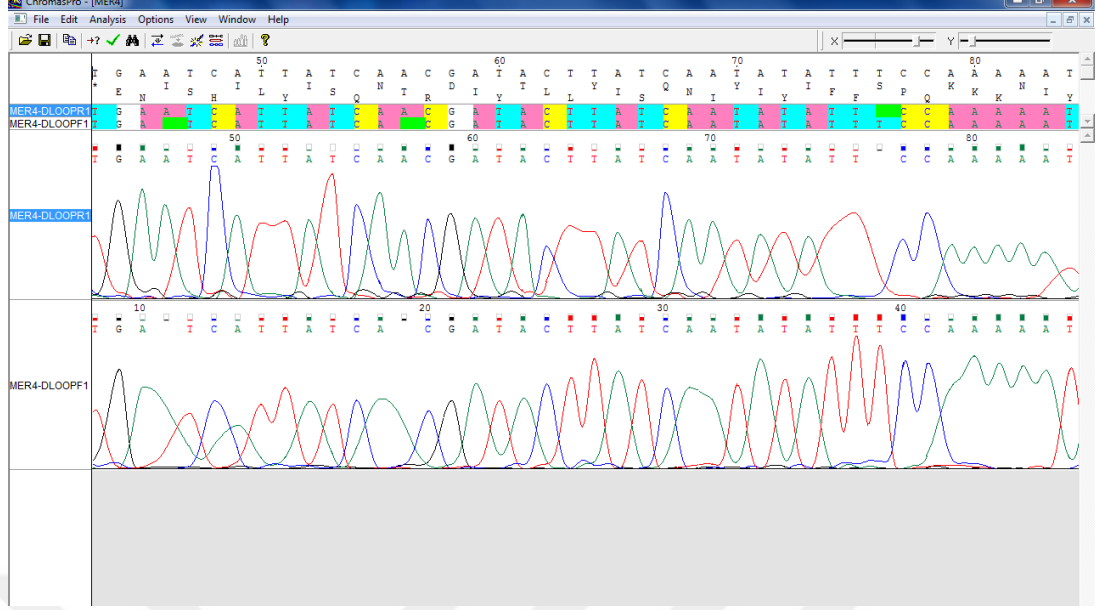 ChromasPro - [MER4]
File Edit Analysis Options View Window Help
X Y
50 60 70 80
T G A A T C A T T A T C A A C G A T A C T T A T C A A T A T A T T T C C A A A A A T
* I I I N D T Y Q Y I S K N
E S L S T I L I N I F P K I
N H Y Q R Y L S I Y F Q K Y
MER4-DLOOPR1 T G A A T C A T T A T C A A C G A T A C T T A T C A A T A T A T T - C C A A A A A T
MER4-DLOOPF1 T G A - T C A T T A T C A - C G A T A C T T A T C A A T A T A T T T C C A A A A A T
50 60 70 80
T G A A T C A T T A T C A A C G A T A C T T A T C A A T A T A T T - C C A A A A A T
MER4-DLOOPR1
10 20 30 40
T G A - T C A T T A T C A - C G A T A C T T A T C A A T A T A T T T C C A A A A A T
MER4-DLOOPF1